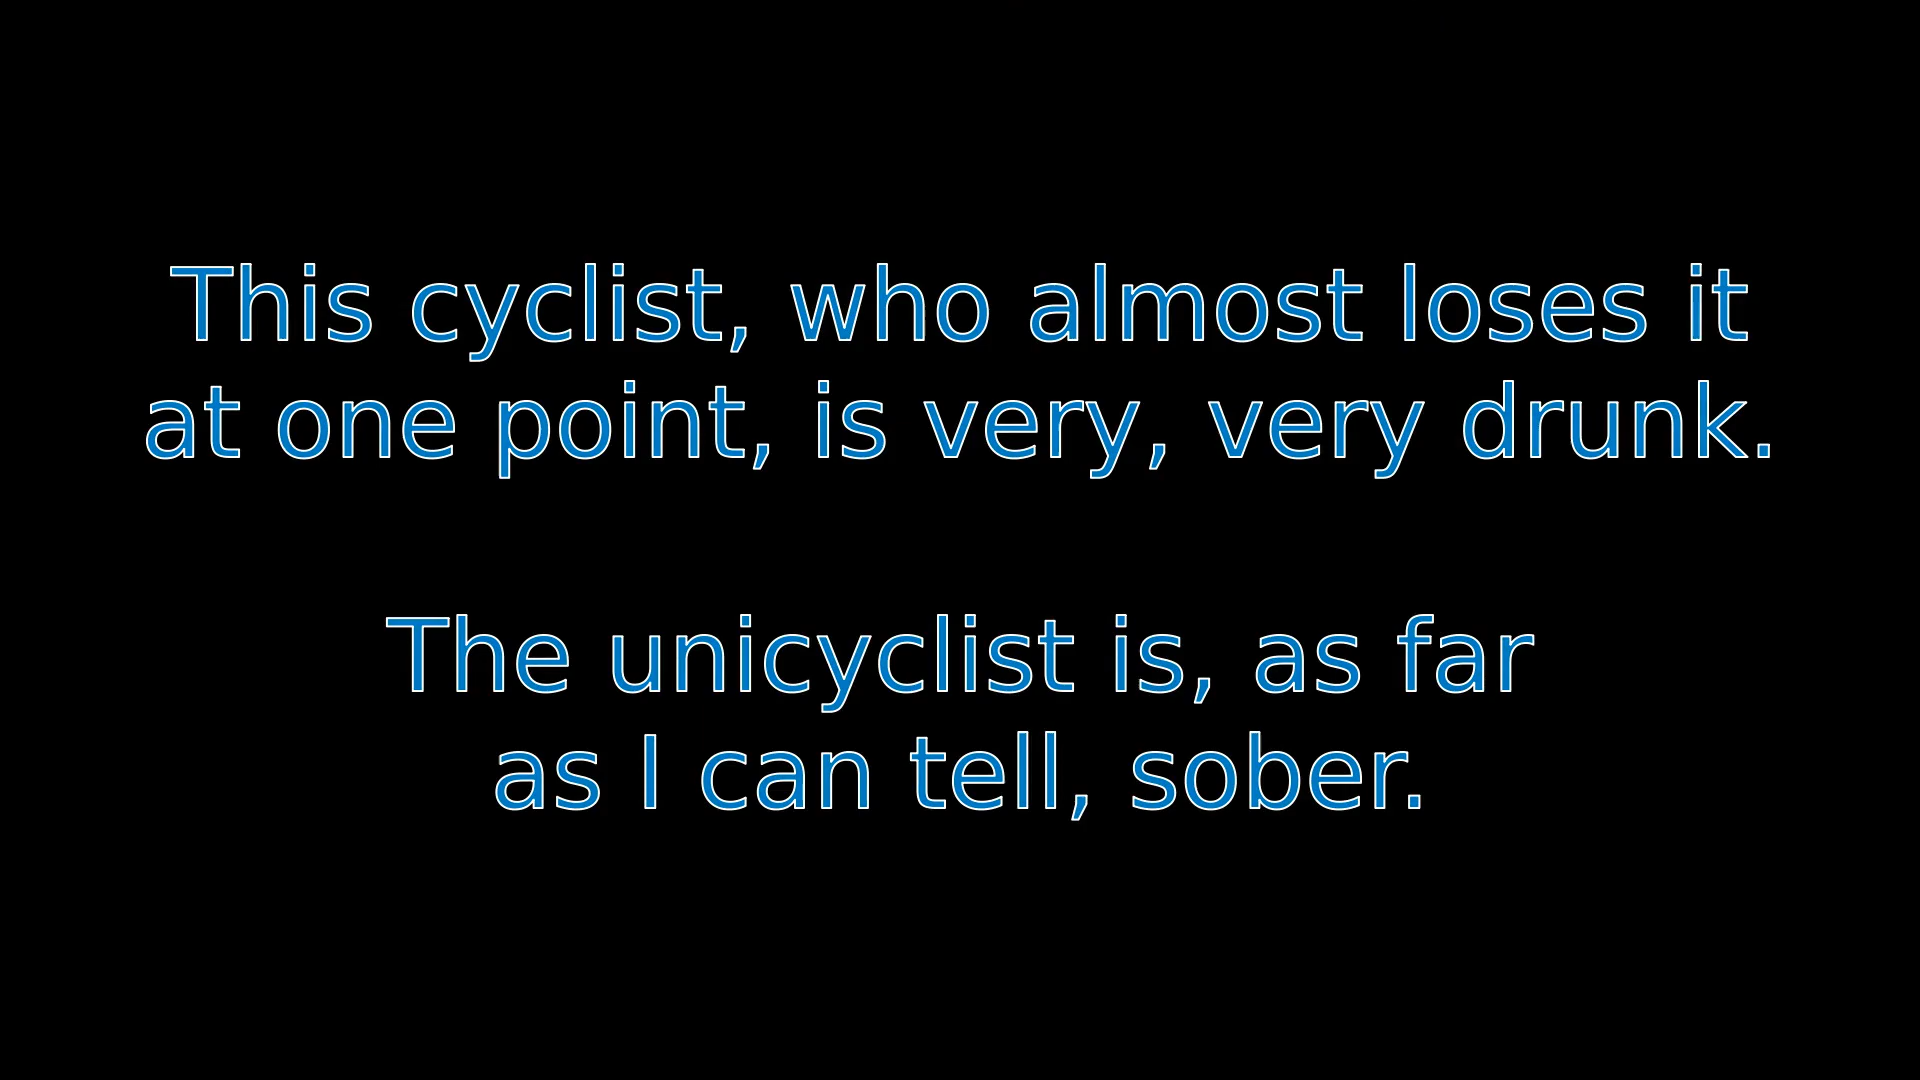 This cyclist, who almost loses it
at one point, is very, very drunk.
The unicyclist is, as far
as I can tell, sober.